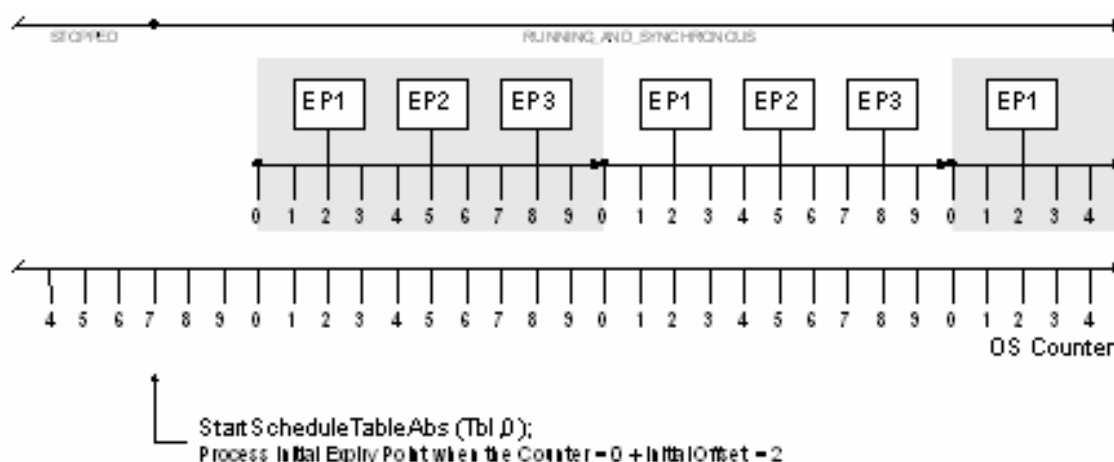 STOPPED RUNNING_AND_SYNCHRONOUS
EP1 EP2 EP3 EP1 EP2 EP3 EP1
0 1 2 3 4 5 6 7 8 9 0 1 2 3 4 5 6 7 8 9 0 1 2 3 4
4 5 6 7 8 9 0 1 2 3 4 5 6 7 8 9 0 1 2 3 4 5 6 7 8 9 0 1 2 3 4
OS Counter
StartScheduleTableAbs (Tbl,0);
Process Initial Expiry Point when the Counter = 0 + InitialOffset = 2